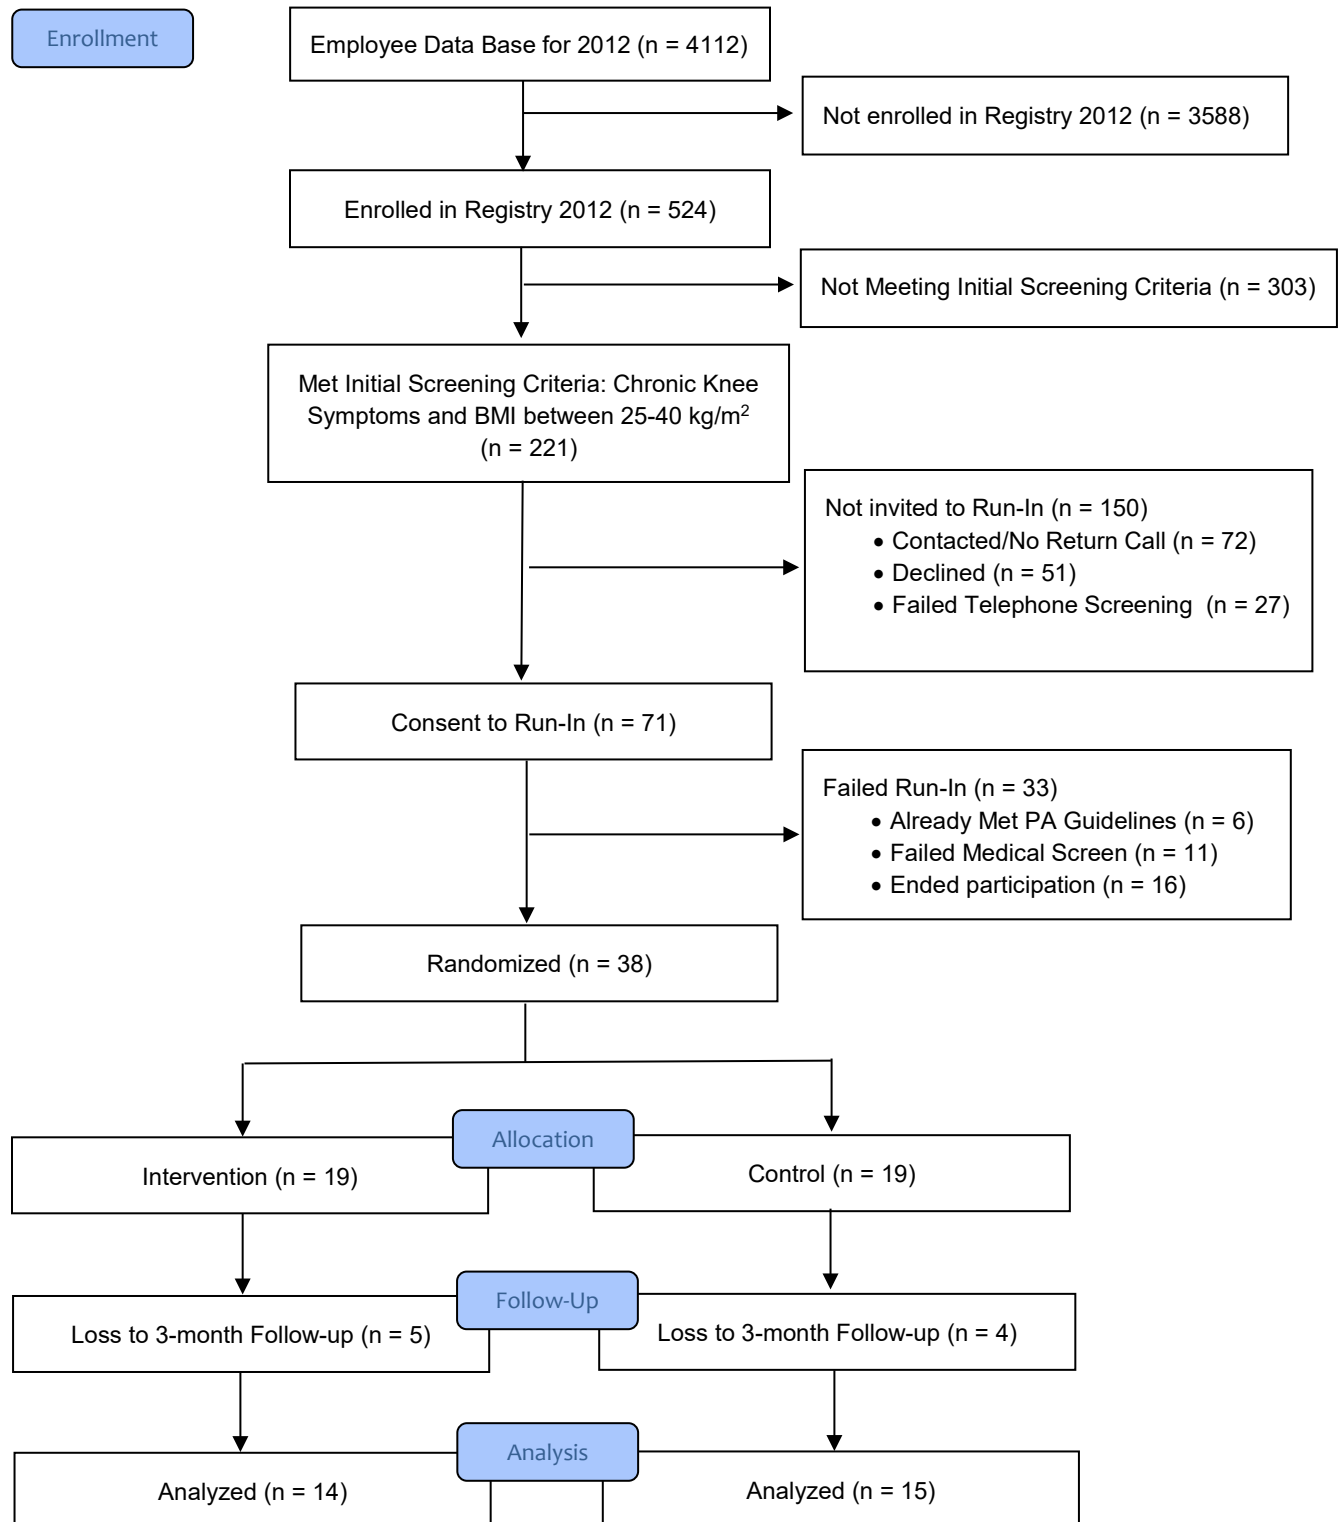 Enrollment
Employee Data Base for 2012 (n = 4112)
Not enrolled in Registry 2012 (n = 3588)
Enrolled in Registry 2012 (n = 524)
Not Meeting Initial Screening Criteria (n = 303)
Met Initial Screening Criteria: Chronic Knee
Symptoms and BMI between 25-40 kg/m²
(n = 221)
Not invited to Run-In (n = 150)
• Contacted/No Return Call (n = 72)
• Declined (n = 51)
• Failed Telephone Screening (n = 27)
Consent to Run-In (n = 71)
Failed Run-In (n = 33)
• Already Met PA Guidelines (n = 6)
• Failed Medical Screen (n = 11)
• Ended participation (n = 16)
Randomized (n = 38)
Allocation
Intervention (n = 19)
Control (n = 19)
Follow-Up
Loss to 3-month Follow-up (n = 5)
Loss to 3-month Follow-up (n = 4)
Analysis
Analyzed (n = 14)
Analyzed (n = 15)